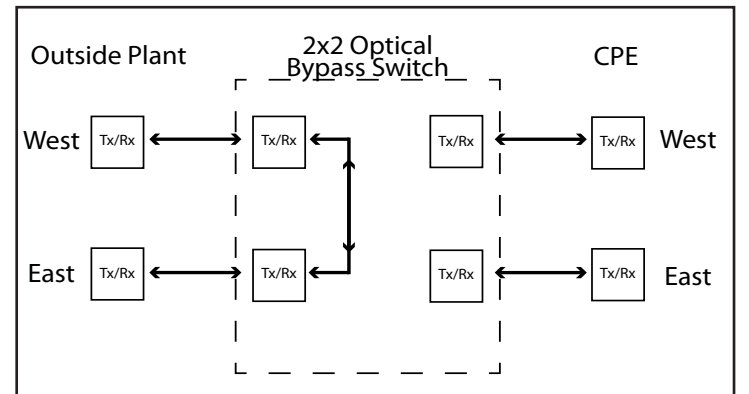 Outside Plant
2x2 Optical
Bypass Switch
CPE
West
Tx/Rx
Tx/Rx
Tx/Rx
Tx/Rx
West
East
Tx/Rx
Tx/Rx
Tx/Rx
Tx/Rx
East